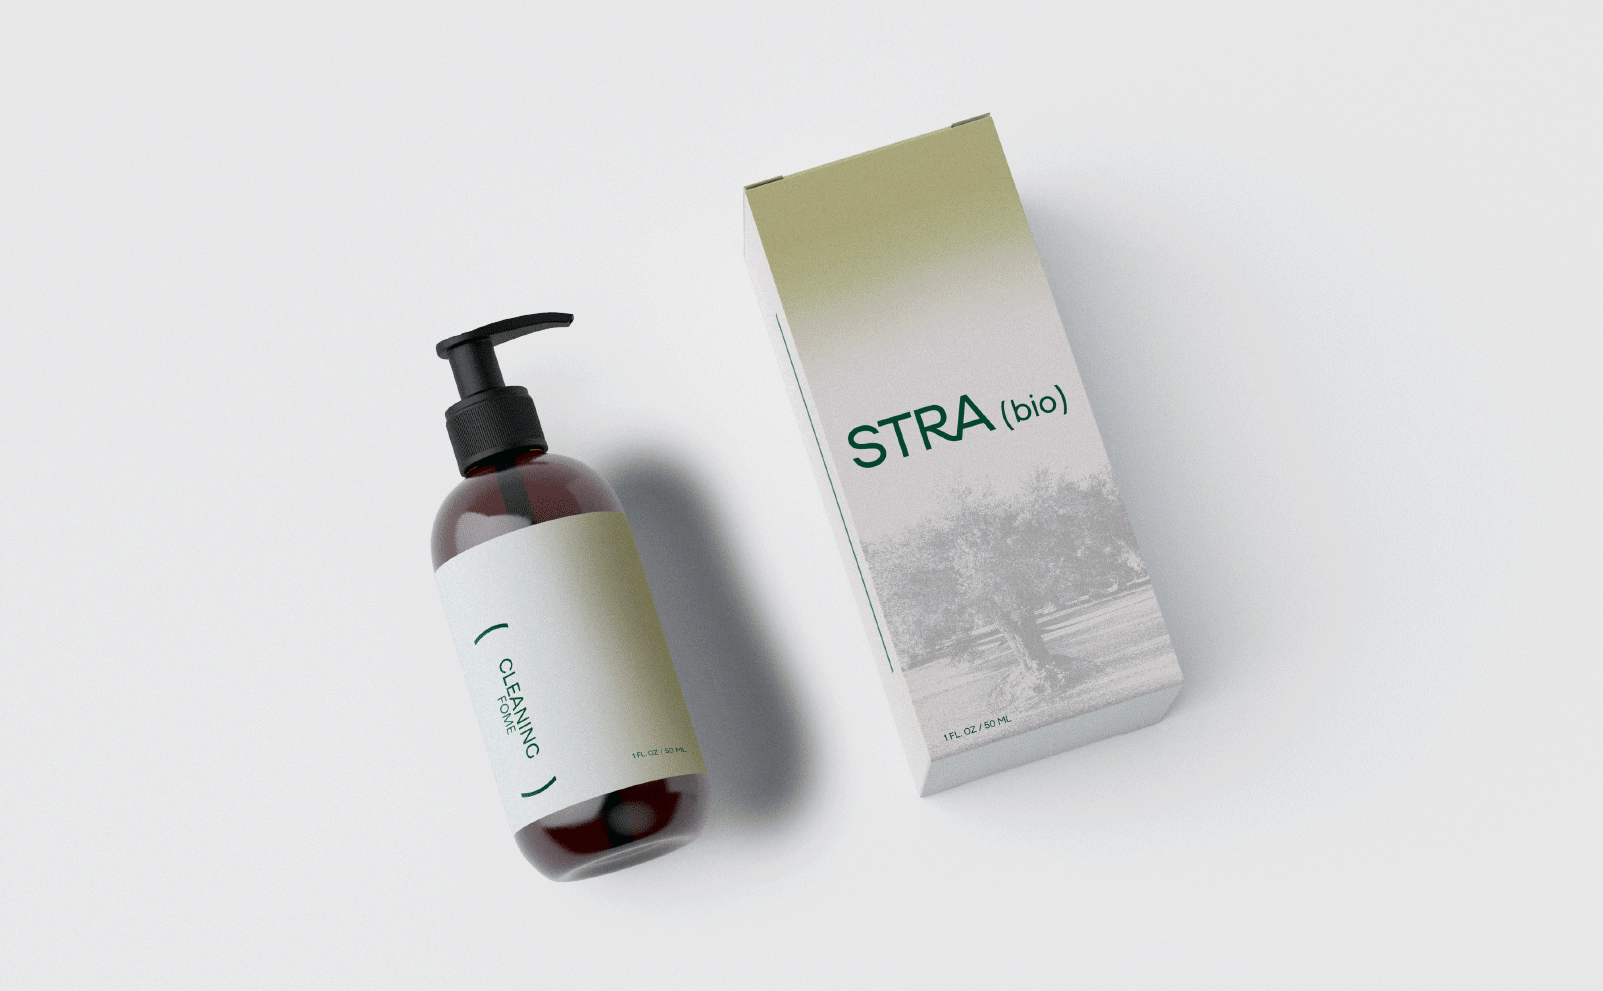 STRA (bio)
1 FL. OZ / 50 ML
( CLEANING )
FOME
1 FL. OZ / 50 ML